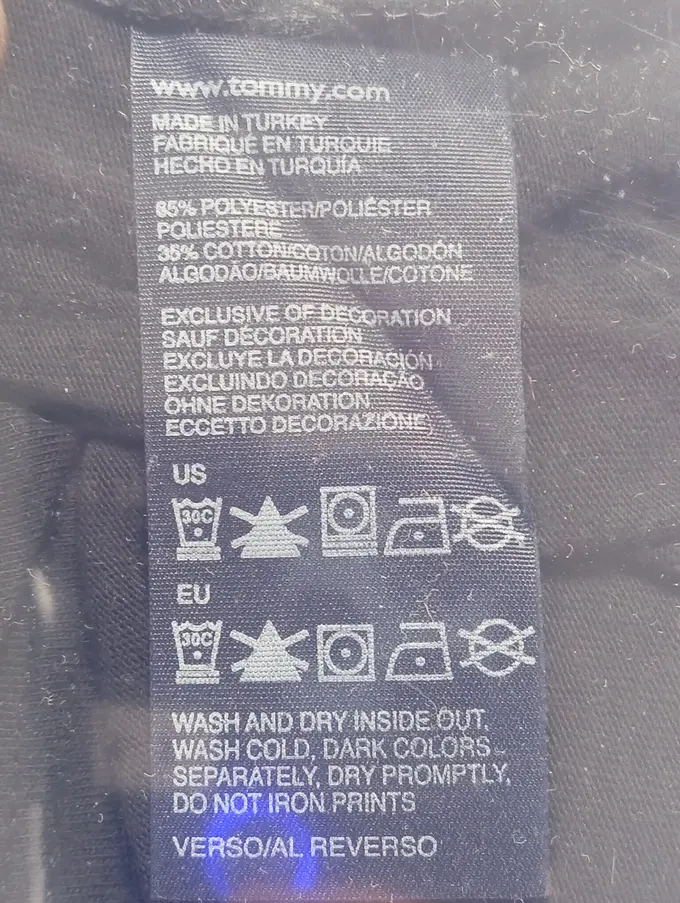 www.tommy.com
MADE IN TURKEY
FABRIQUÉ EN TURQUIE
HECHO EN TURQUÍA
65% POLYESTER/POLIÉSTER
POLIESTERE
35% COTTON/COTON/ALGODÓN
ALGODÃO/BAUMWOLLE/COTONE
EXCLUSIVE OF DECORATION
SAUF DÉCORATION
EXCLUYE LA DECORACIÓN
EXCLUINDO DECORAÇÃO
OHNE DEKORATION
ECCETTO DECORAZIONE
US
30C
EU
30C
WASH AND DRY INSIDE OUT,
WASH COLD, DARK COLORS
SEPARATELY, DRY PROMPTLY,
DO NOT IRON PRINTS
VERSO/AL REVERSO